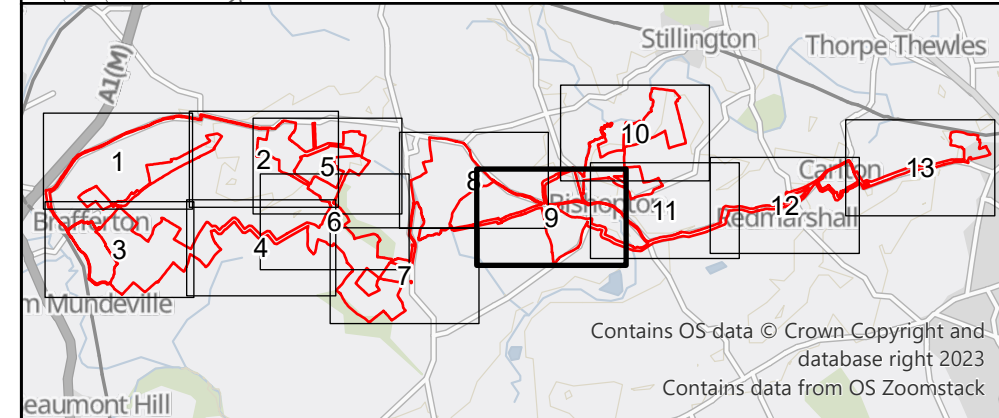 Stillington
Thorpe Thewles
A1(M)
10
1
2
5
8
Carlton
13
Bishopton
11
12
Redmarshall
Brafferton
3
4
6
9
7
m Mundeville
Contains OS data © Crown Copyright and
database right 2023
Contains data from OS Zoomstack
eaumont Hill